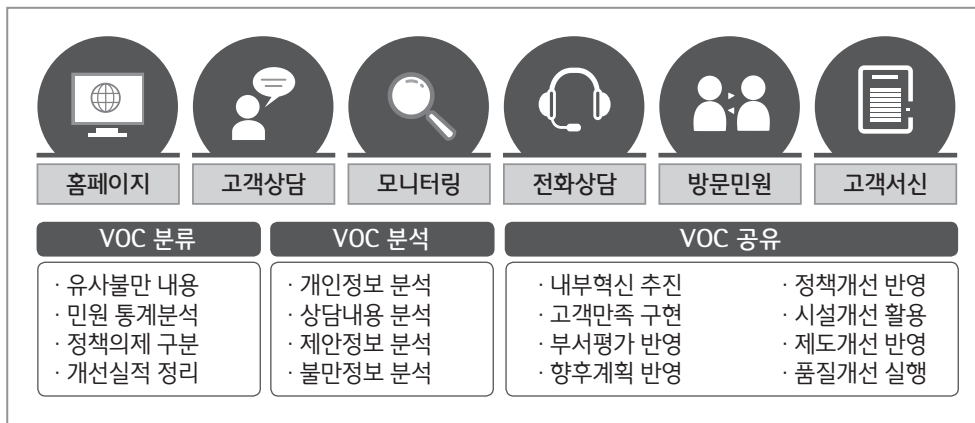 홈페이지
고객상담
모니터링
전화상담
방문민원
고객서신
VOC 분류
· 유사불만 내용
· 민원 통계분석
· 정책의제 구분
· 개선실적 정리
VOC 분석
· 개인정보 분석
· 상담내용 분석
· 제안정보 분석
· 불만정보 분석
VOC 공유
· 내부혁신 추진
· 고객만족 구현
· 부서평가 반영
· 향후계획 반영
· 정책개선 반영
· 시설개선 활용
· 제도개선 반영
· 품질개선 실행